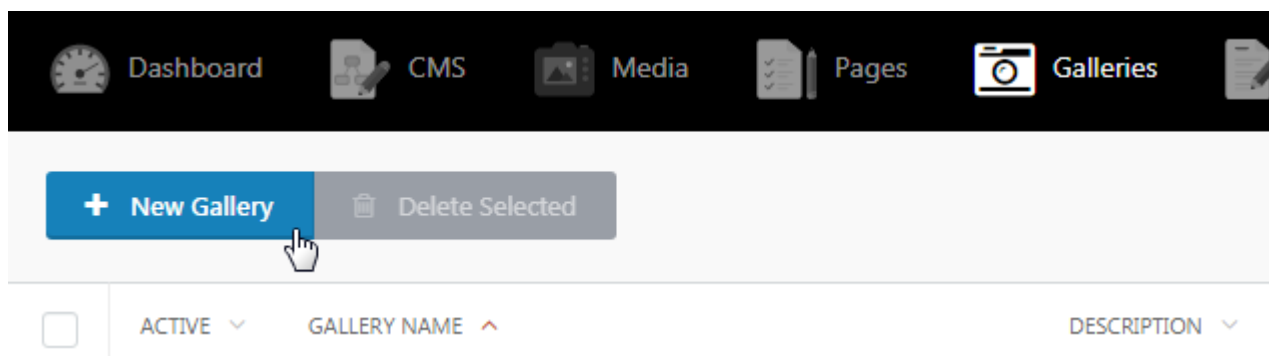 Dashboard CMS Media Pages Galleries
New Gallery Delete Selected
ACTIVE GALLERY NAME DESCRIPTION